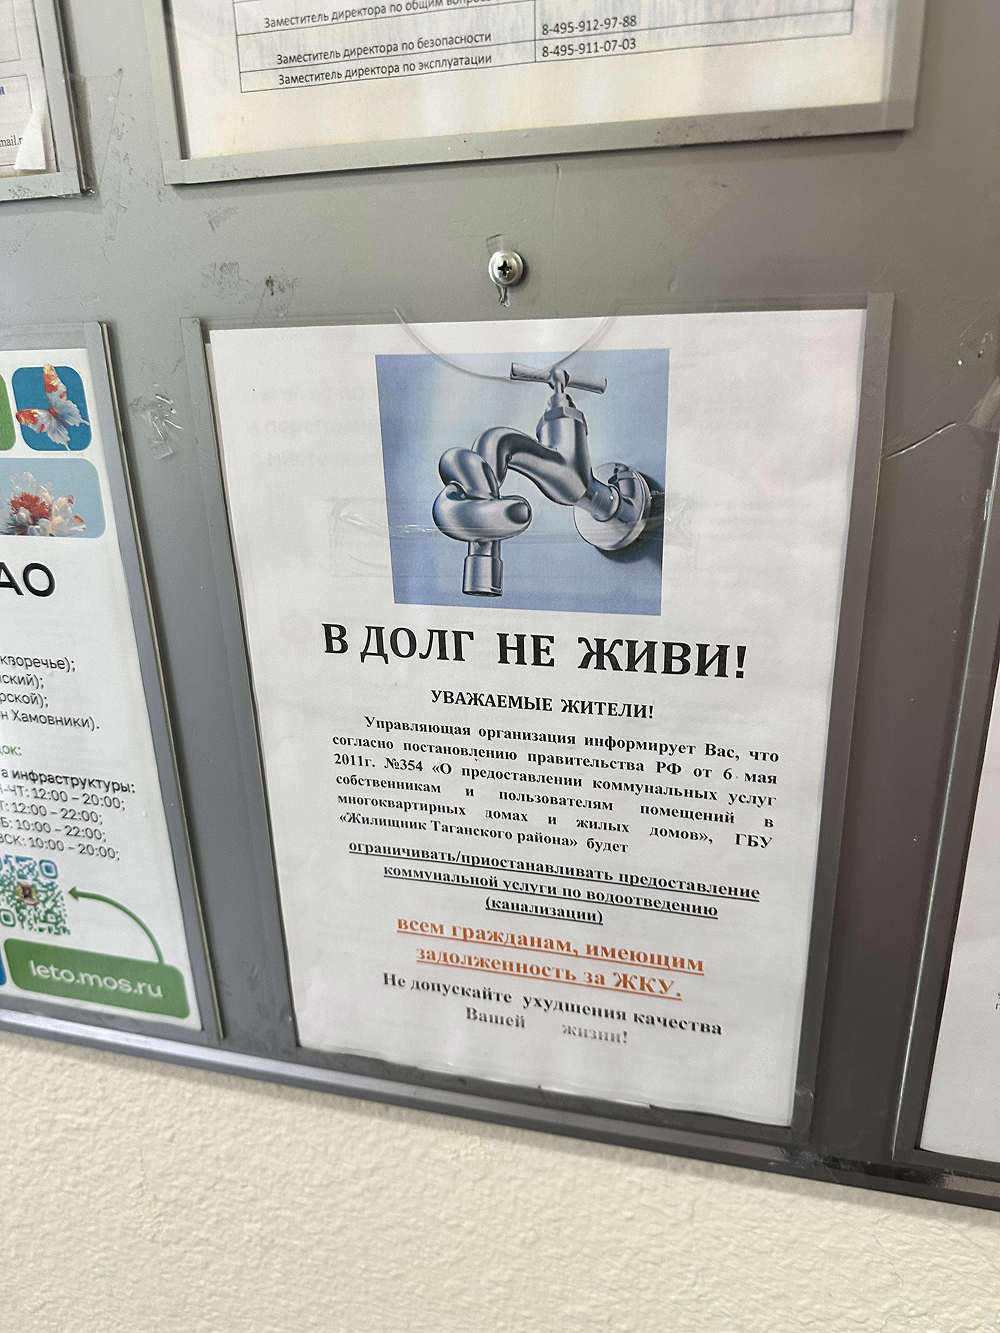 Заместитель директора по общим
Заместитель директора по безопасности 8-495-912-97-88
Заместитель директора по эксплуатации 8-495-911-07-03
В ДОЛГ НЕ ЖИВИ!
УВАЖАЕМЫЕ ЖИТЕЛИ!
Управляющая организация информирует Вас, что
согласно постановлению правительства РФ от 6 мая
2011г. №354 «О предоставлении коммунальных услуг
собственникам и пользователям помещений в
многоквартирных домах и жилых домов», ГБУ
«Жилищник Таганского района» будет
ограничивать/приостанавливать предоставление
коммунальной услуги по водоотведению
(канализации)
всем гражданам, имеющим
задолженность за ЖКУ.
Не допускайте ухудшения качества
Вашей жизни!
АО
кворечье);
ский);
рской);
н Хамовники).
док:
а инфраструктуры:
Н-ЧТ: 12:00 – 20:00;
Т: 12:00 – 22:00;
Б: 10:00 – 22:00;
ВСК: 10:00 – 20:00;
leto.mos.ru